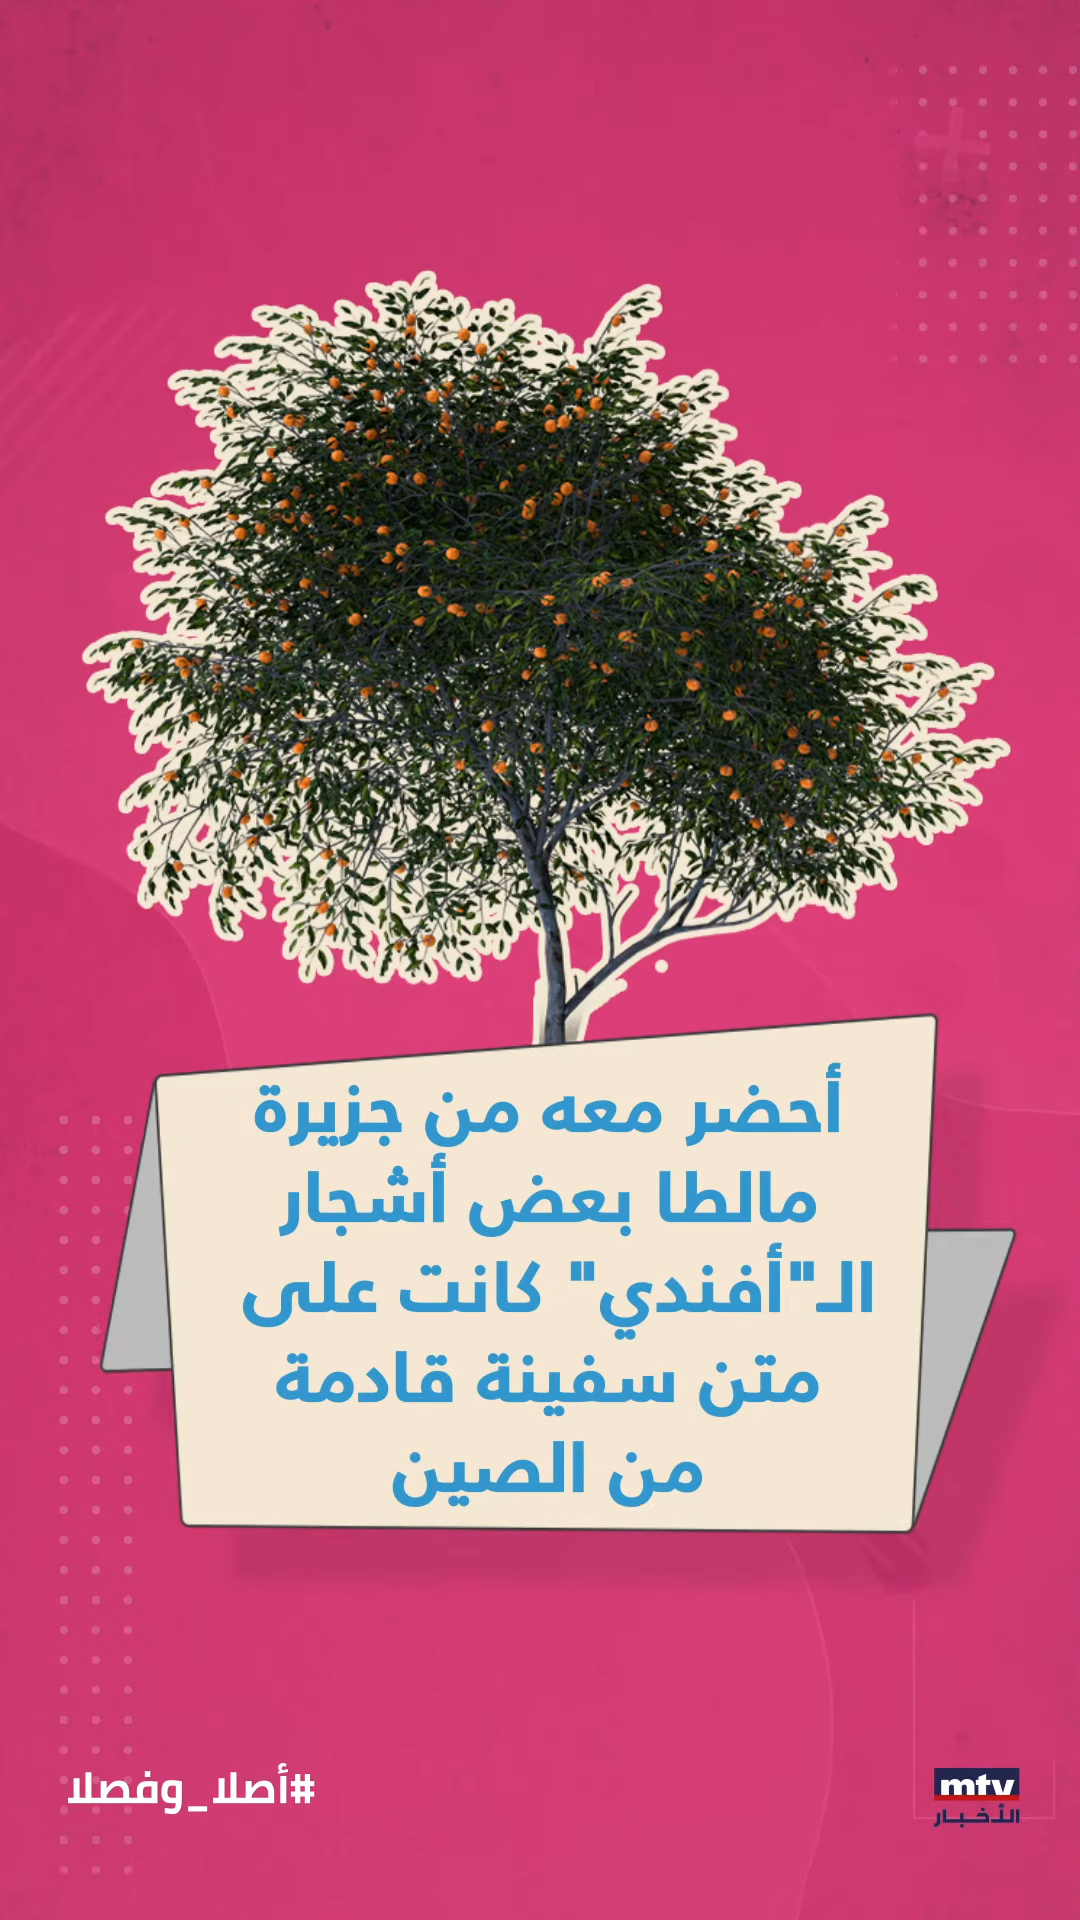 أحضر معه من جزيرة
مالطا بعض أشجار
الـ"أفندي" كانت على
متن سفينة قادمة
من الصين
#أصلا_وفصلا
mtv
الأخبار